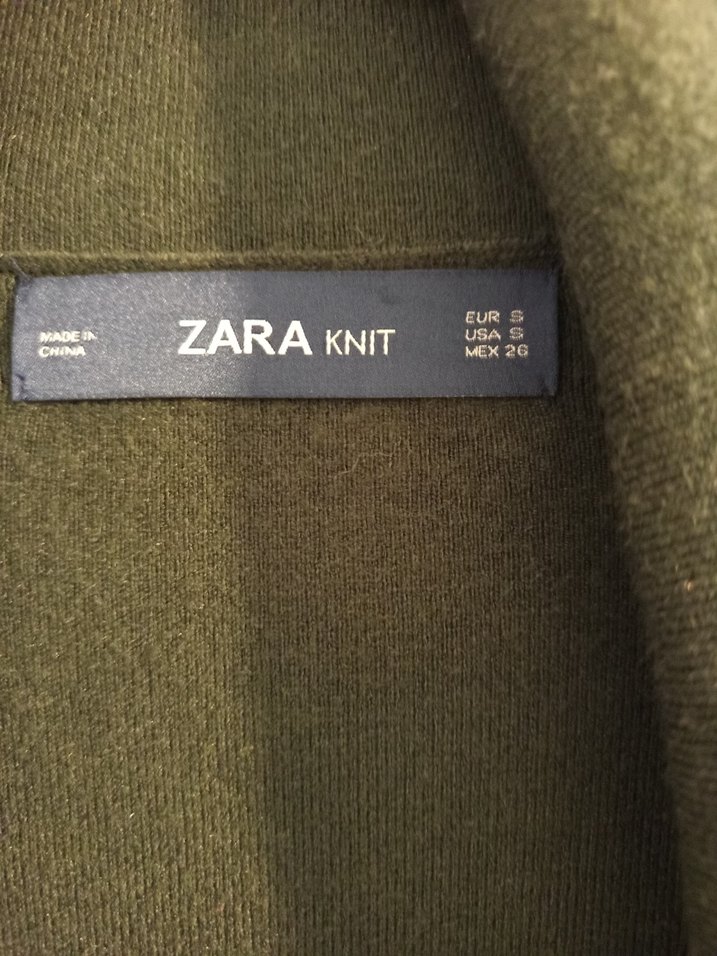 MADE IN
CHINA
ZARA KNIT
EUR S
USA S
MEX 26